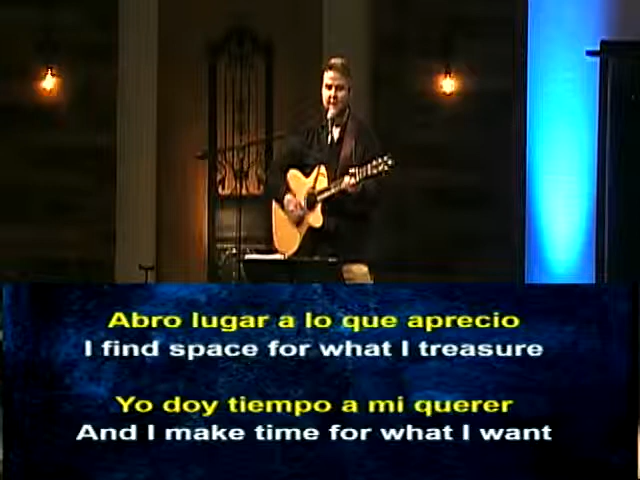 Abro lugar a lo que aprecio
I find space for what I treasure
Yo doy tiempo a mi querer
And I make time for what I want